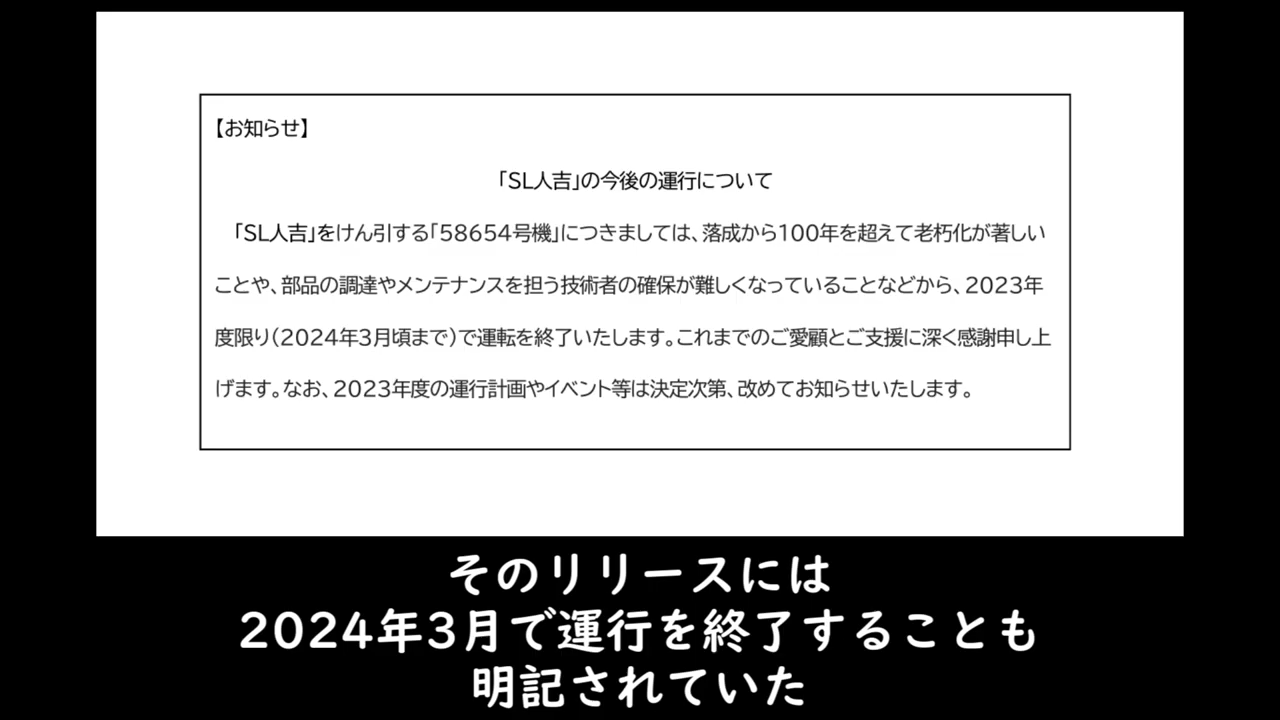 【お知らせ】
「SL人吉」の今後の運行について
「SL人吉」をけん引する「58654号機」につきましては、落成から100年を超えて老朽化が著しい
ことや、部品の調達やメンテナンスを担う技術者の確保が難しくなっていることなどから、2023年
度限り(2024年3月頃まで)で運転を終了いたします。これまでのご愛顧とご支援に深く感謝申し上
げます。なお、2023年度の運行計画やイベント等は決定次第、改めてお知らせいたします。
そのリリースには
2024年3月で運行を終了することも
明記されていた